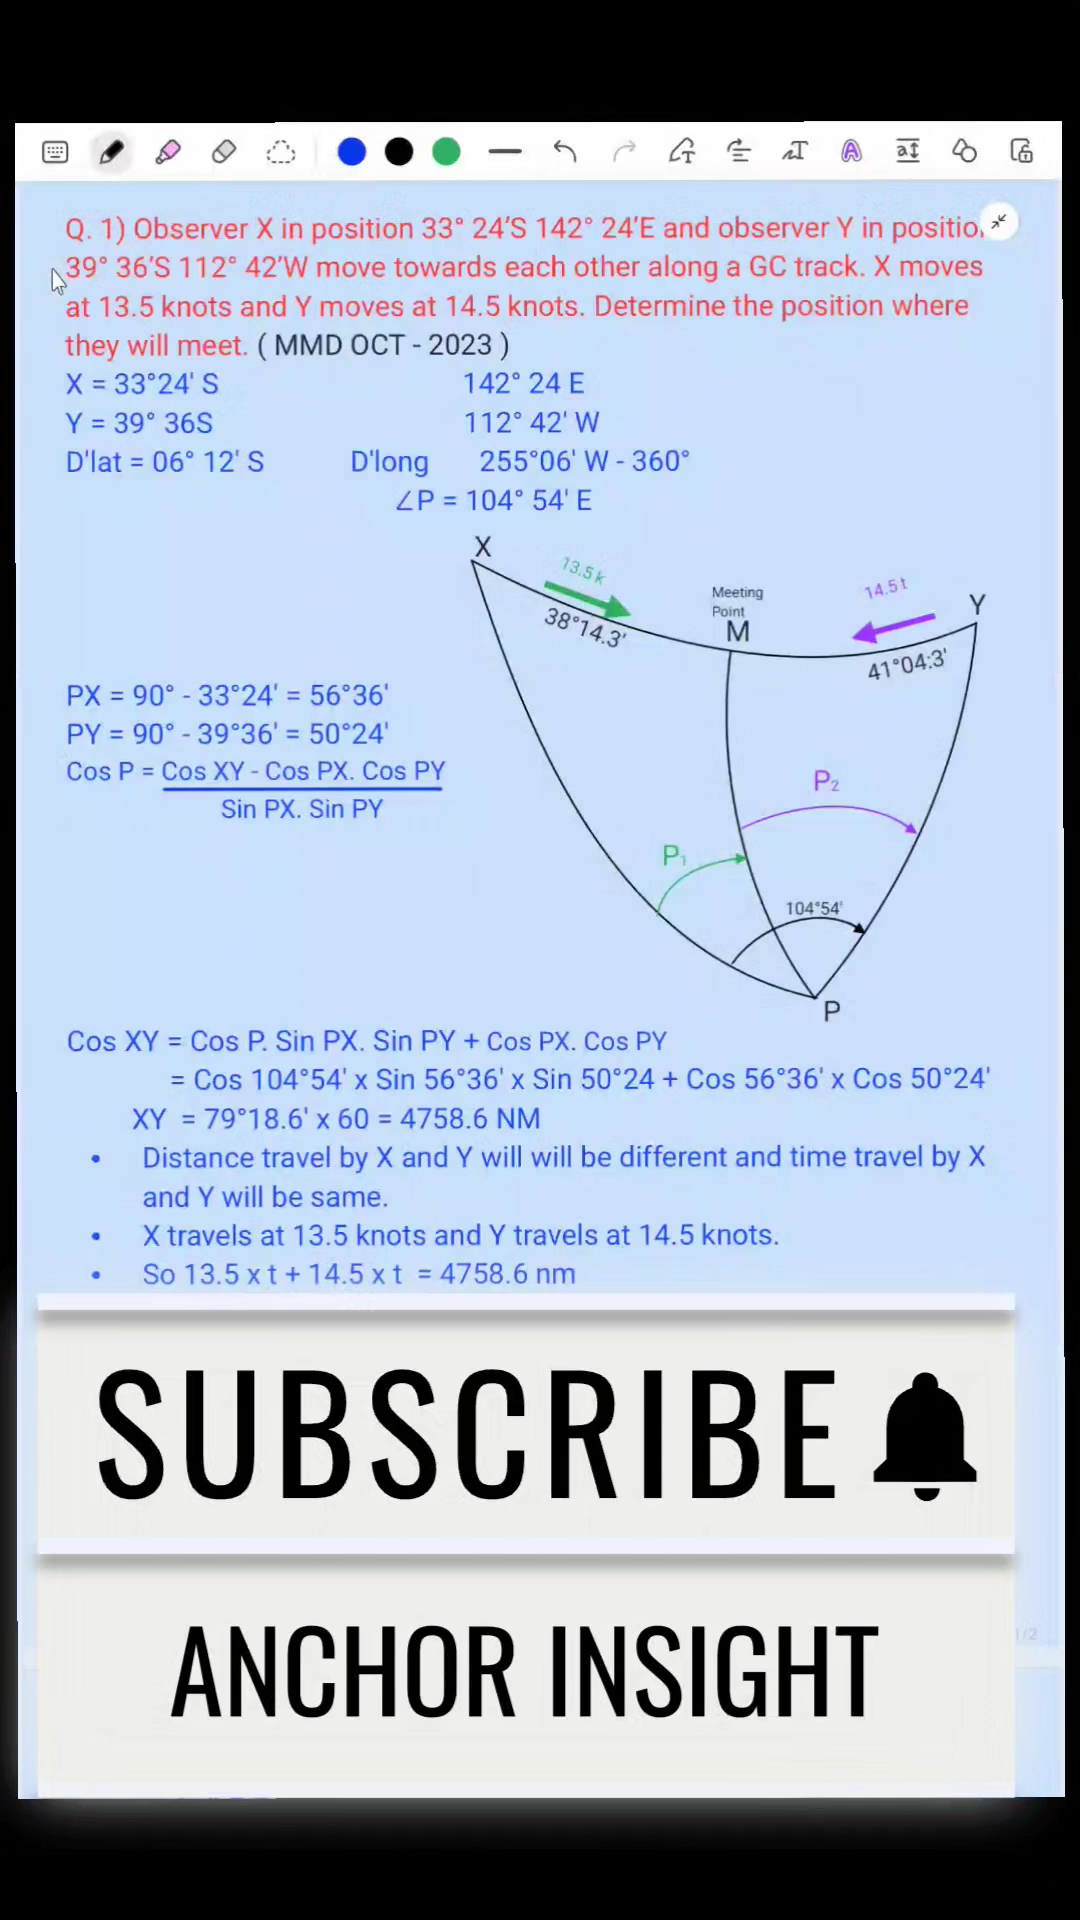 Q. 1) Observer X in position 33° 24'S 142° 24'E and observer Y in
39° 36'S 112° 42'W move towards each other along a GC track. X moves
at 13.5 knots and Y moves at 14.5 knots. Determine the position where
they will meet. ( MMD OCT - 2023 )
X = 33°24' S 142° 24 E
Y = 39° 36S 112° 42' W
D'lat = 06° 12' S D'long 255°06' W - 360°
∠P = 104° 54' E
X
13.5 k
38°14.3'
Meeting
Point
M
14.5 t
Y
41°04:3'
PX = 90° - 33°24' = 56°36'
PY = 90° - 39°36' = 50°24'
Cos P = Cos XY - Cos PX. Cos PY
Sin PX. Sin PY
P₂
P₁
104°54'
P
Cos XY = Cos P. Sin PX. Sin PY + Cos PX. Cos PY
= Cos 104°54' x Sin 56°36' x Sin 50°24 + Cos 56°36' x Cos 50°24'
XY = 79°18.6' x 60 = 4758.6 NM
• Distance travel by X and Y will will be different and time travel by X
and Y will be same.
• X travels at 13.5 knots and Y travels at 14.5 knots.
• So 13.5 x t + 14.5 x t = 4758.6 nm
SUBSCRIBE
ANCHOR INSIGHT
1/2